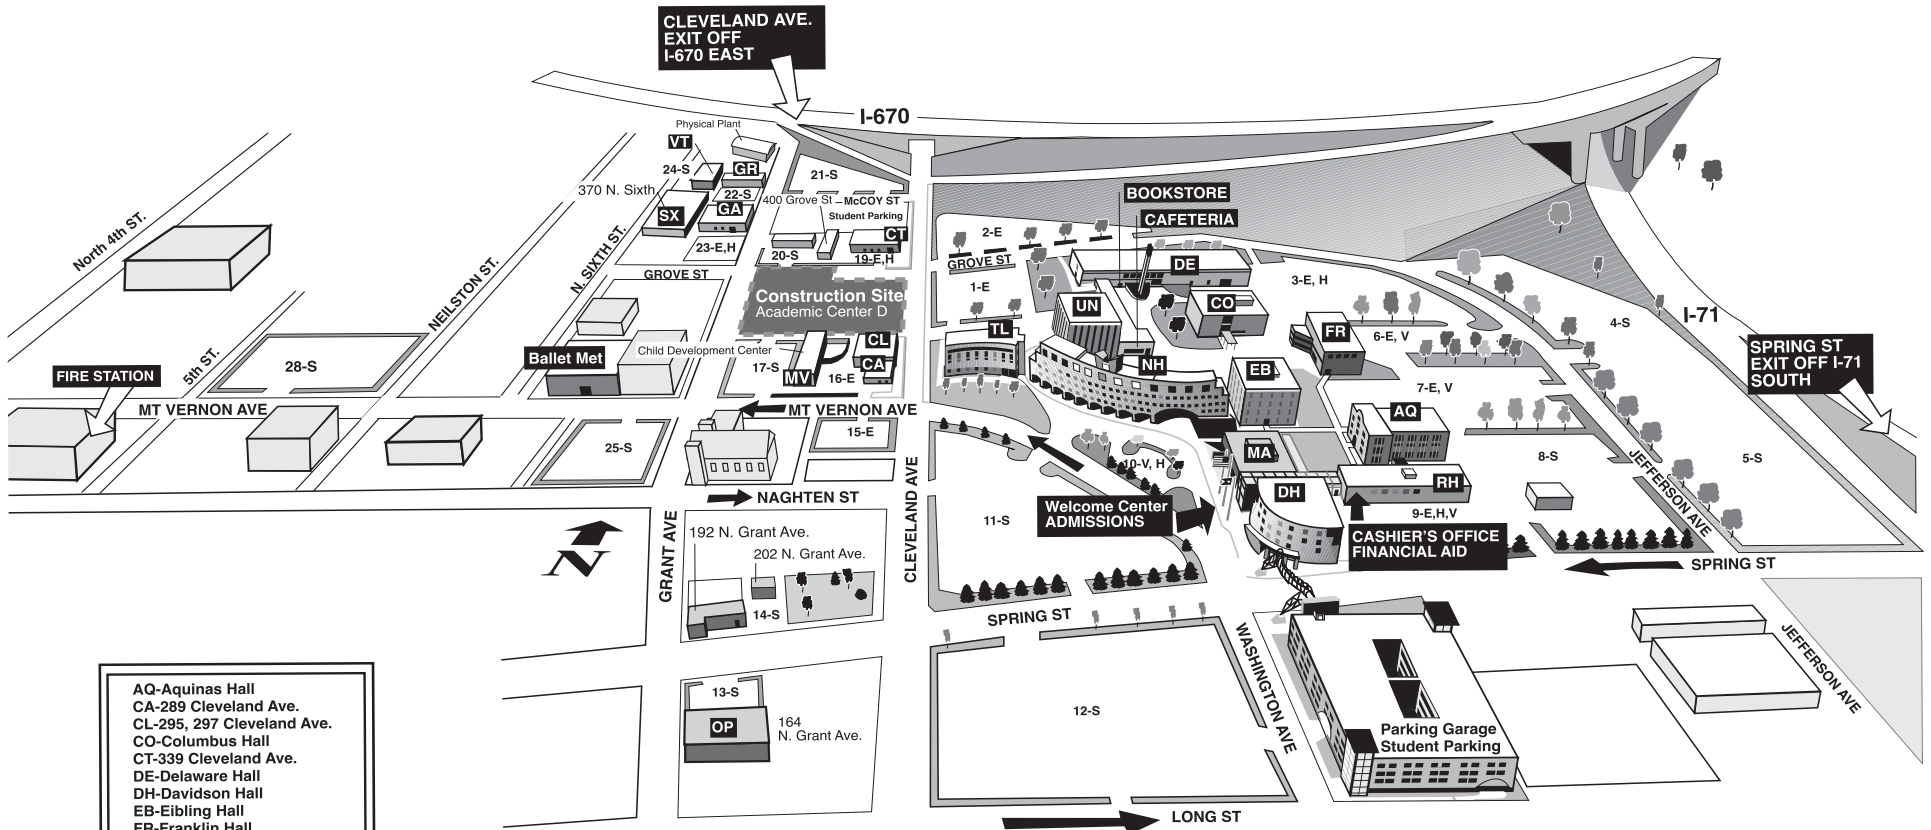 CLEVELAND AVE.
EXIT OFF
I-670 EAST
I-670
Physical Plant
VT
24-S
GR
21-S
370 N. Sixth
22-S
400 Grove St
McCOY ST
Student Parking
SX
GA
CT
23-E,H
20-S
19-E,H
North 4th ST.
N. SIXTH ST.
GROVE ST
NEILSTON ST.
Construction Site
Academic Center D
BOOKSTORE
CAFETERIA
2-E
GROVE ST
DE
1-E
3-E, H
UN
CO
TL
FR
6-E, V
4-S
I-71
SPRING ST
EXIT OFF I-71
SOUTH
Ballet Met
Child Development Center
CL
CA
17-S
MV
16-E
NH
EB
7-E, V
AQ
5th ST.
28-S
FIRE STATION
MT VERNON AVE
MT VERNON AVE
15-E
25-S
10-V, H
MA
8-S
5-S
JEFFERSON AVE
NAGHTEN ST
CLEVELAND AVE
DH
RH
9-E,H,V
Welcome Center
ADMISSIONS
11-S
CASHIER'S OFFICE
FINANCIAL AID
N
GRANT AVE
192 N. Grant Ave.
202 N. Grant Ave.
14-S
SPRING ST
SPRING ST
WASHINGTON AVE
JEFFERSON AVE
13-S
OP
164
N. Grant Ave.
12-S
Parking Garage
Student Parking
LONG ST
AQ-Aquinas Hall
CA-289 Cleveland Ave.
CL-295, 297 Cleveland Ave.
CO-Columbus Hall
CT-339 Cleveland Ave.
DE-Delaware Hall
DH-Davidson Hall
EB-Eibling Hall
FR-Franklin Hall